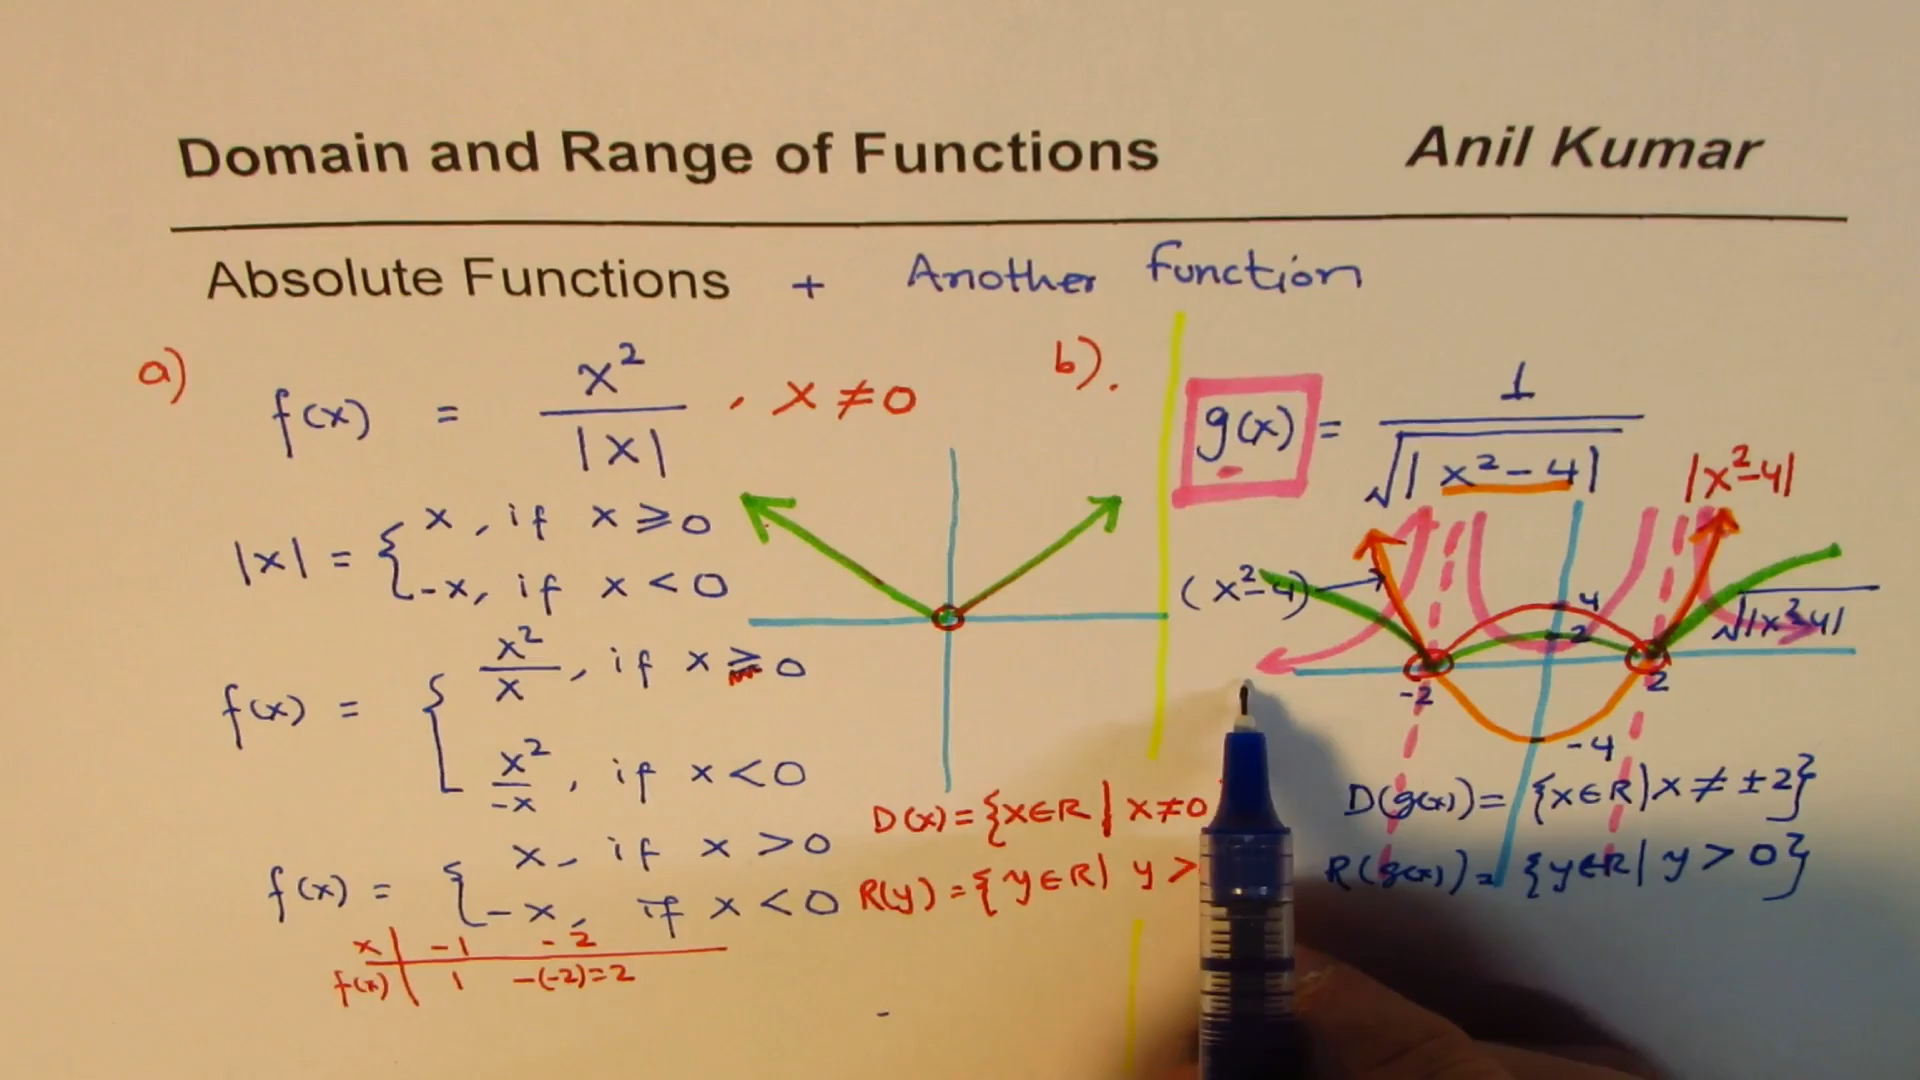 Domain and Range of Functions Anil Kumar
Absolute Functions + Another function
a) f(x) = x²/|x| , x ≠ 0
|x| = { x , if x ≥ 0
-x, if x < 0
f(x) = { x²/x , if x ≥ 0
x²/-x , if x < 0
f(x) = { x, if x > 0
-x, if x < 0
x | -1 -2
f(x) | 1 -(-2)=2
D(x) = {x∈R | x≠0
R(y) = {y∈R | y >
b).
g(x) = 1/√|x²-4|
|x²-4|
(x²-4)
√|x²-4|
4
2
-2 2
-4
D(g(x)) = {x∈R | x ≠ ±2}
R(g(x)) = {y∈R | y > 0}